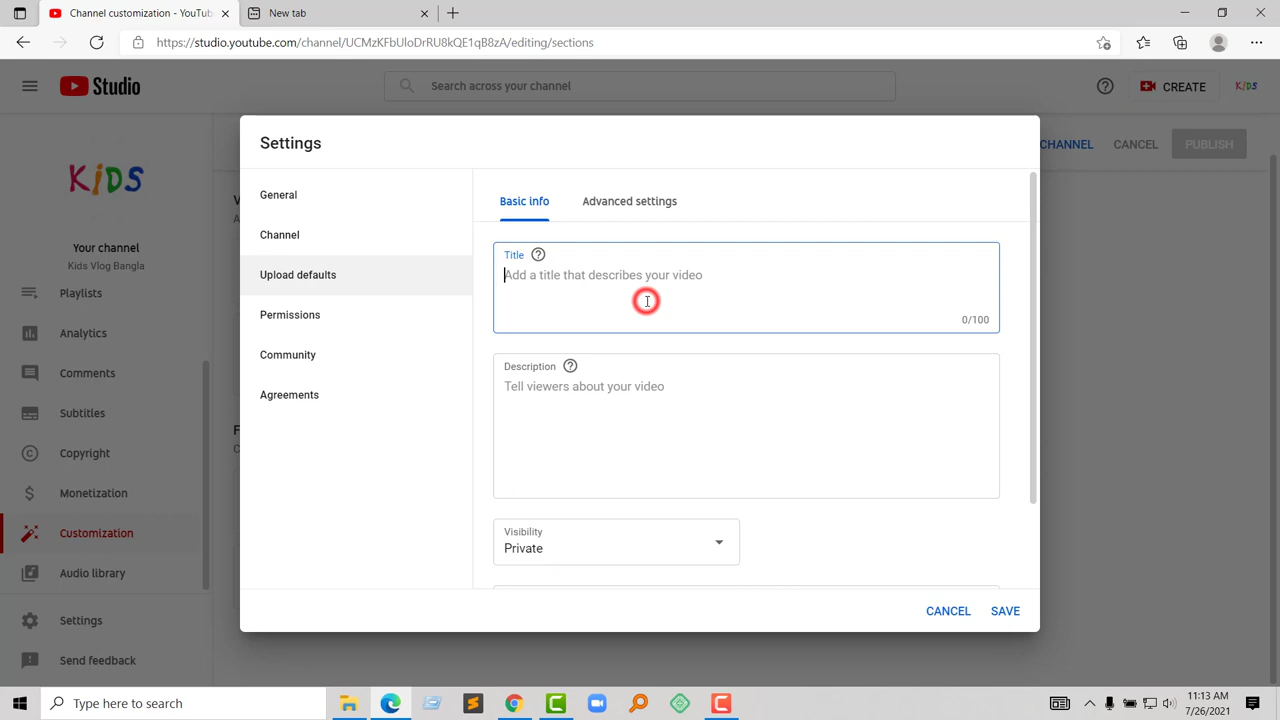 Channel customization - YouTub
New tab
https://studio.youtube.com/channel/UCMzKFbUloDrRU8kQE1qB8zA/editing/sections
Studio
Search across your channel
CREATE
KIDS
KiDS
Your channel
Kids Vlog Bangla
Playlists
Analytics
Comments
Subtitles
Copyright
Monetization
Customization
Audio library
Settings
Send feedback
CHANNEL
CANCEL
PUBLISH
Settings
General
Channel
Upload defaults
Permissions
Community
Agreements
Basic info
Advanced settings
Title
Add a title that describes your video
0/100
Description
Tell viewers about your video
Visibility
Private
CANCEL
SAVE
Type here to search
11:13 AM
7/26/2021